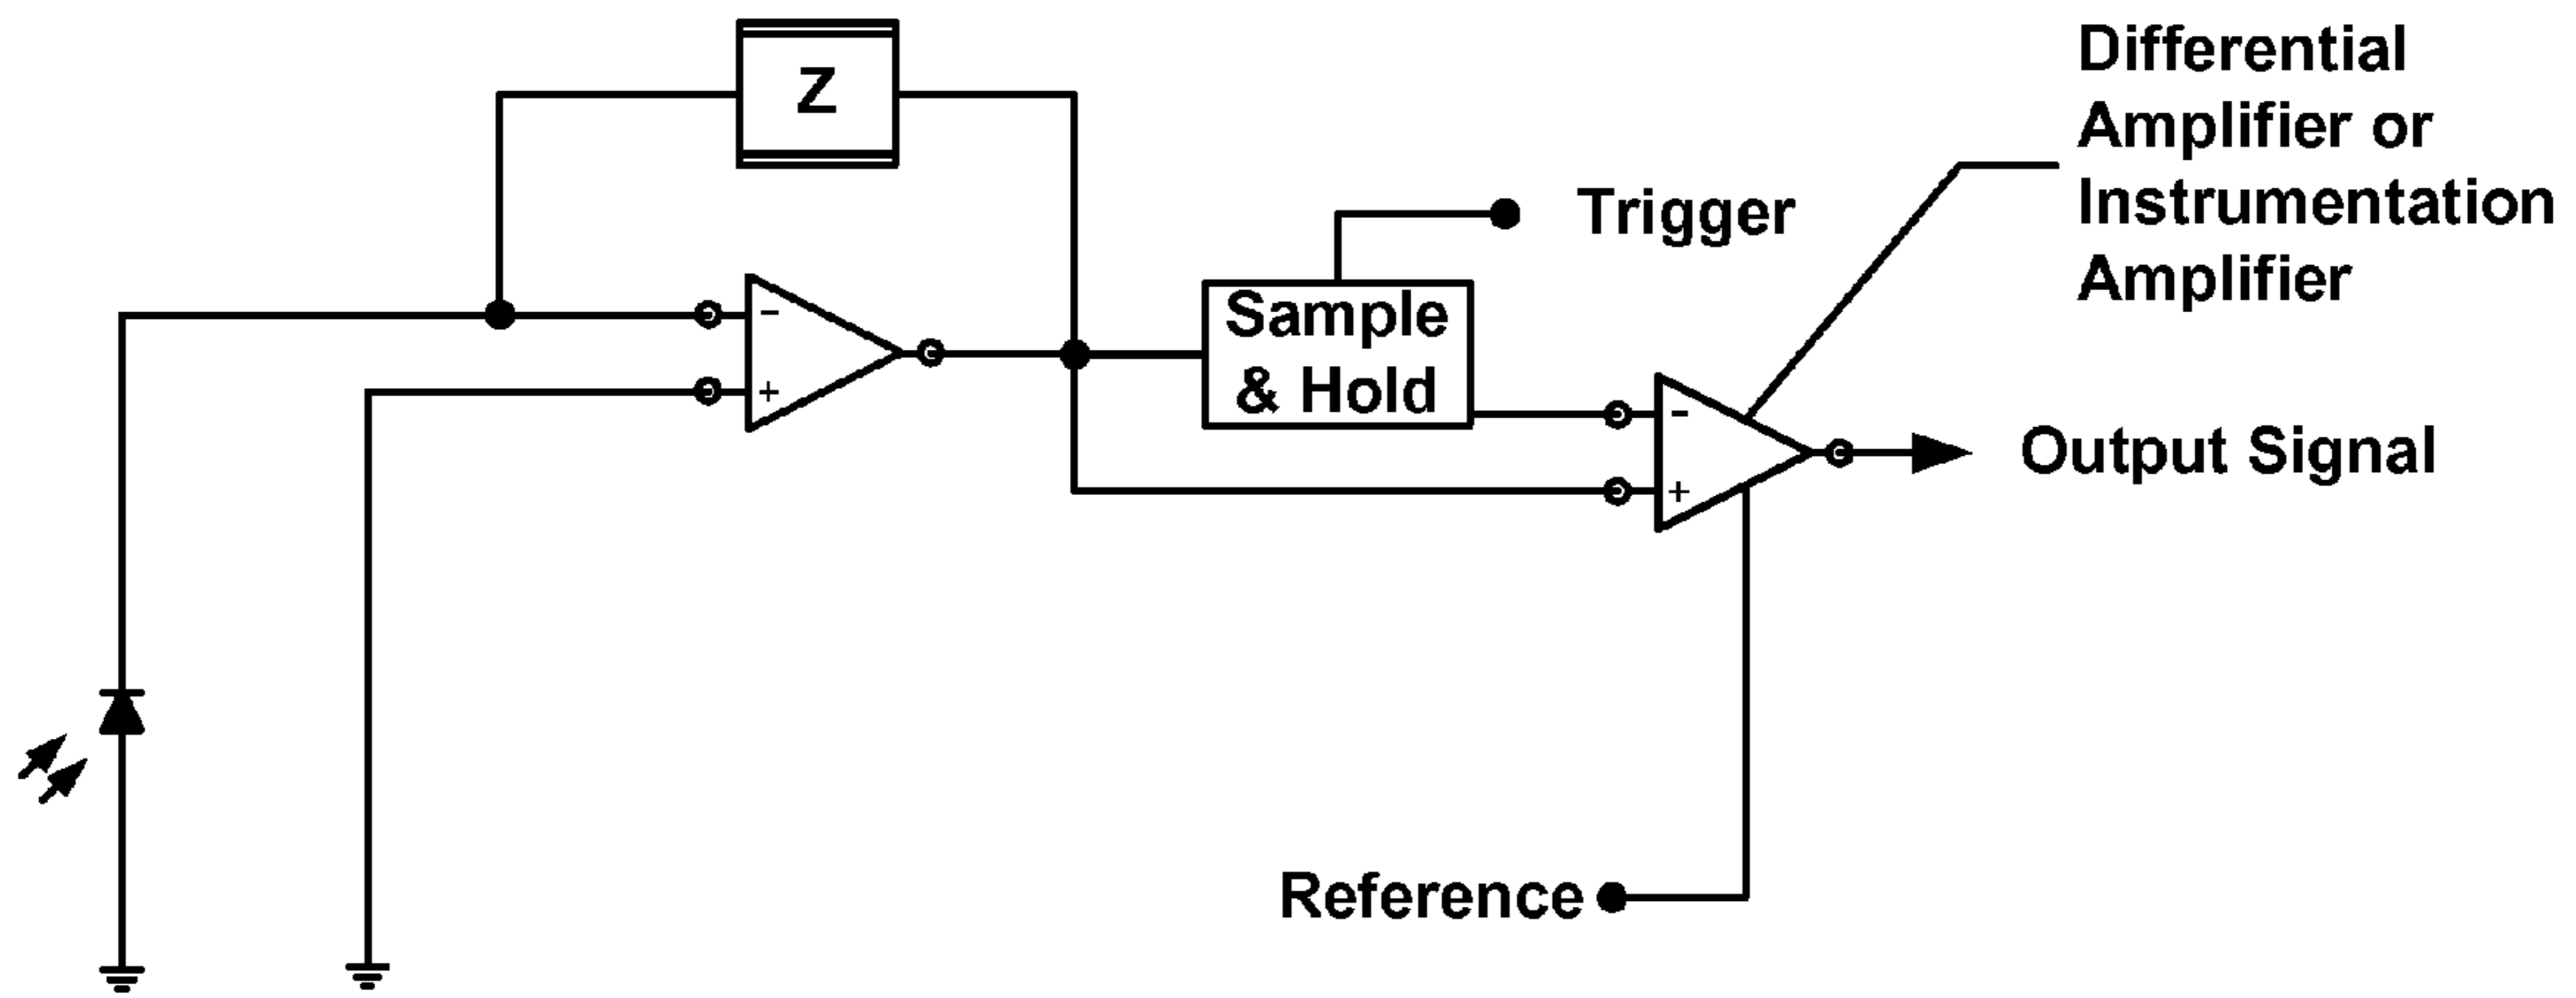 Z
Differential
Amplifier or
Instrumentation
Amplifier
Trigger
Sample
& Hold
-
+
-
+
Output Signal
Reference